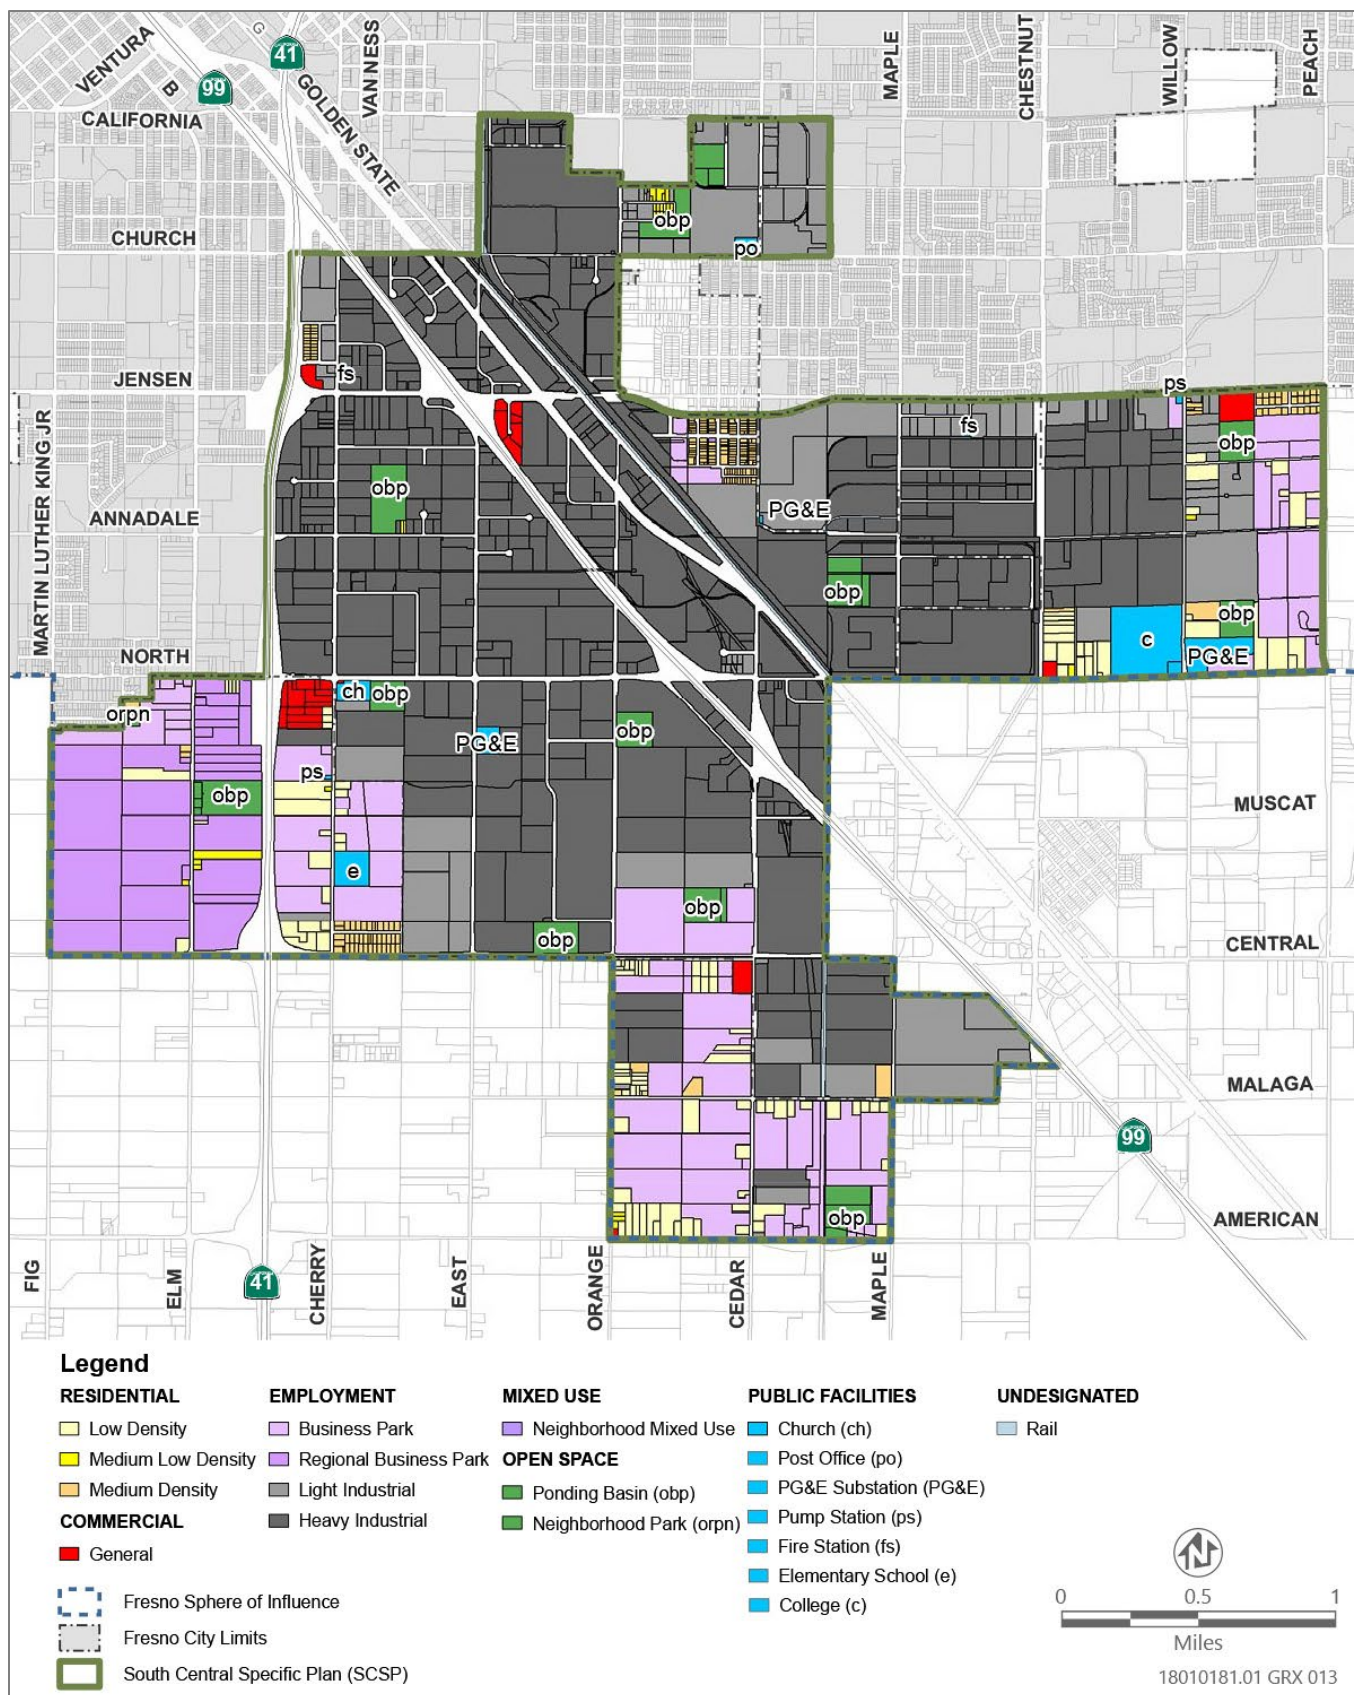 VENTURA
B
G
41
99
CALIFORNIA
GOLDEN STATE
VAN NESS
MAPLE
CHESTNUT
WILLOW
PEACH
CHURCH
obp
po
JENSEN
fs
ps
fs
obp
MARTIN LUTHER KING JR
obp
ANNADALE
PG&E
obp
obp
c
PG&E
NORTH
orpn
ch
obp
obp
PG&E
ps
obp
MUSCAT
e
obp
obp
CENTRAL
MALAGA
99
obp
AMERICAN
FIG
ELM
41
CHERRY
EAST
ORANGE
CEDAR
MAPLE
Legend
RESIDENTIAL
Low Density
Medium Low Density
Medium Density
COMMERCIAL
General
EMPLOYMENT
Business Park
Regional Business Park
Light Industrial
Heavy Industrial
MIXED USE
Neighborhood Mixed Use
OPEN SPACE
Ponding Basin (obp)
Neighborhood Park (orpn)
PUBLIC FACILITIES
Church (ch)
Post Office (po)
PG&E Substation (PG&E)
Pump Station (ps)
Fire Station (fs)
Elementary School (e)
College (c)
UNDESIGNATED
Rail
Fresno Sphere of Influence
Fresno City Limits
South Central Specific Plan (SCSP)
N
0 0.5 1
Miles
18010181.01 GRX 013